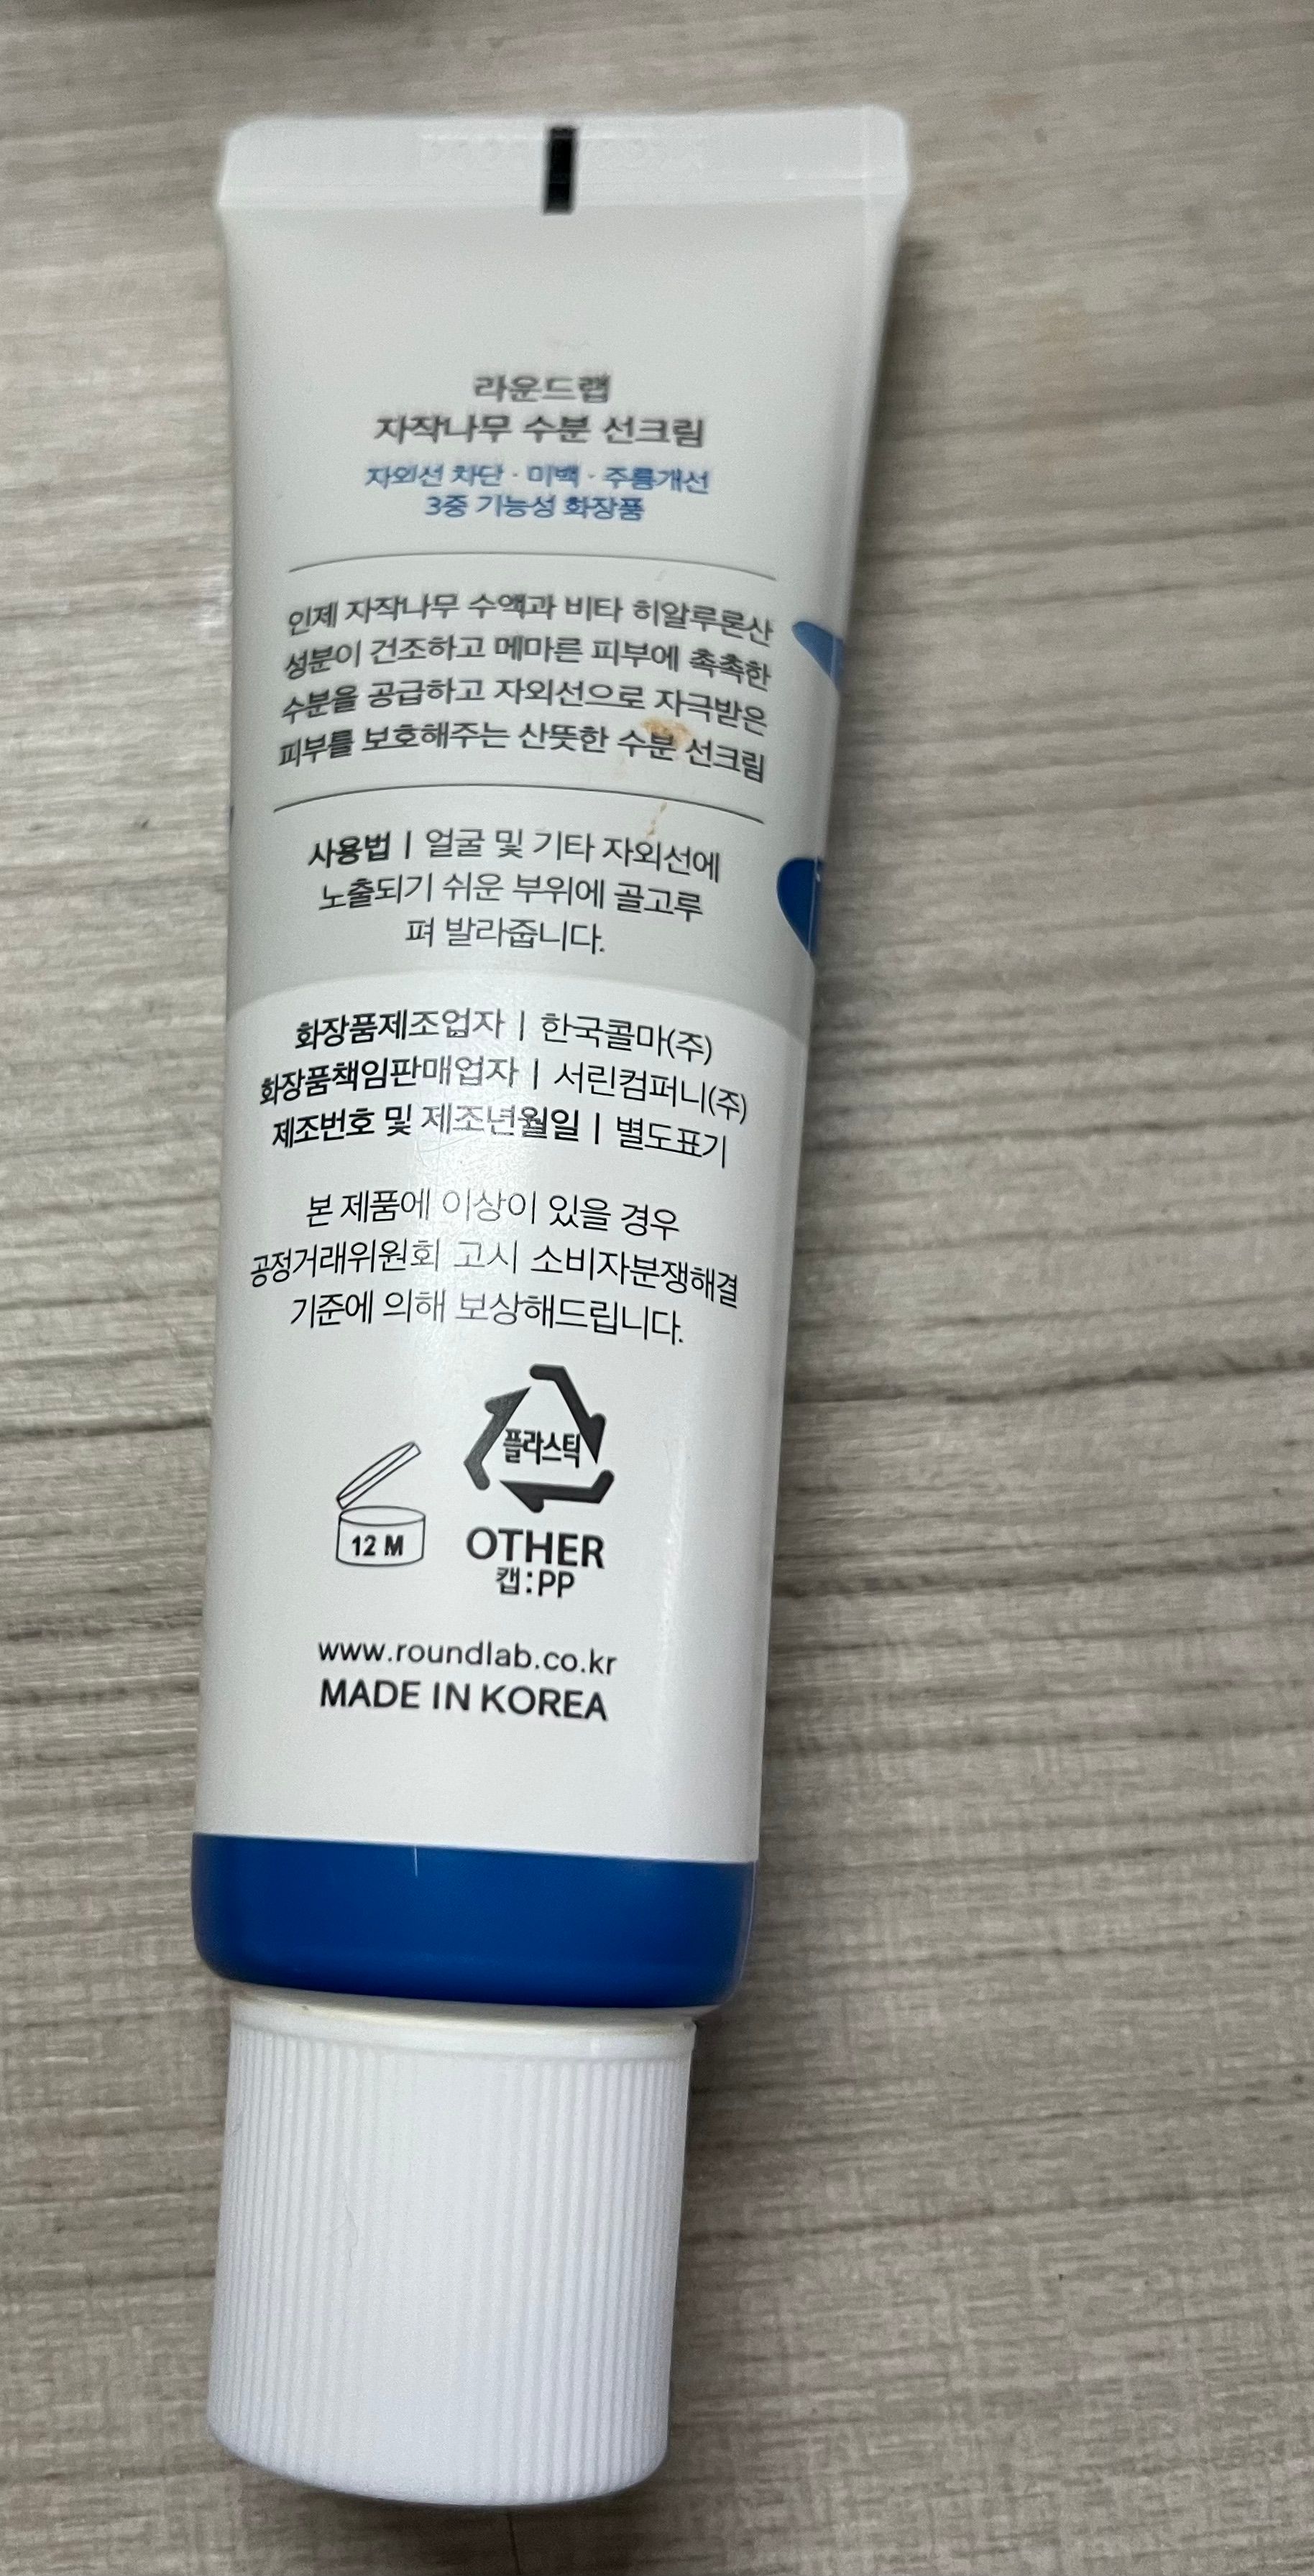 라운드랩
자작나무 수분 선크림
자외선 차단 · 미백 · 주름개선
3중 기능성 화장품
인제 자작나무 수액과 비타 히알루론산
성분이 건조하고 메마른 피부에 촉촉한
수분을 공급하고 자외선으로 자극받은
피부를 보호해주는 산뜻한 수분 선크림
사용법 | 얼굴 및 기타 자외선에
노출되기 쉬운 부위에 골고루
펴 발라줍니다.
화장품제조업자 | 한국콜마(주)
화장품책임판매업자 | 서린컴퍼니(주)
제조번호 및 제조년월일 | 별도표기
본 제품에 이상이 있을 경우
공정거래위원회 고시 소비자분쟁해결
기준에 의해 보상해드립니다.
플라스틱
12 M
OTHER
캡:PP
www.roundlab.co.kr
MADE IN KOREA